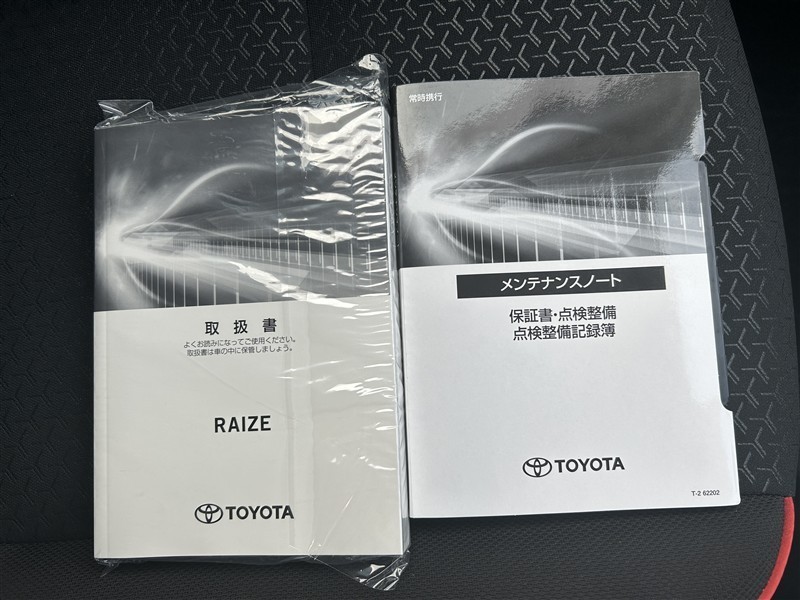 取扱書
よくお読みになってご使用ください。
取扱書は車の中に保管しましょう。
RAIZE
TOYOTA
常時携行
メンテナンスノート
保証書・点検整備
点検整備記録簿
TOYOTA
T-2 62202